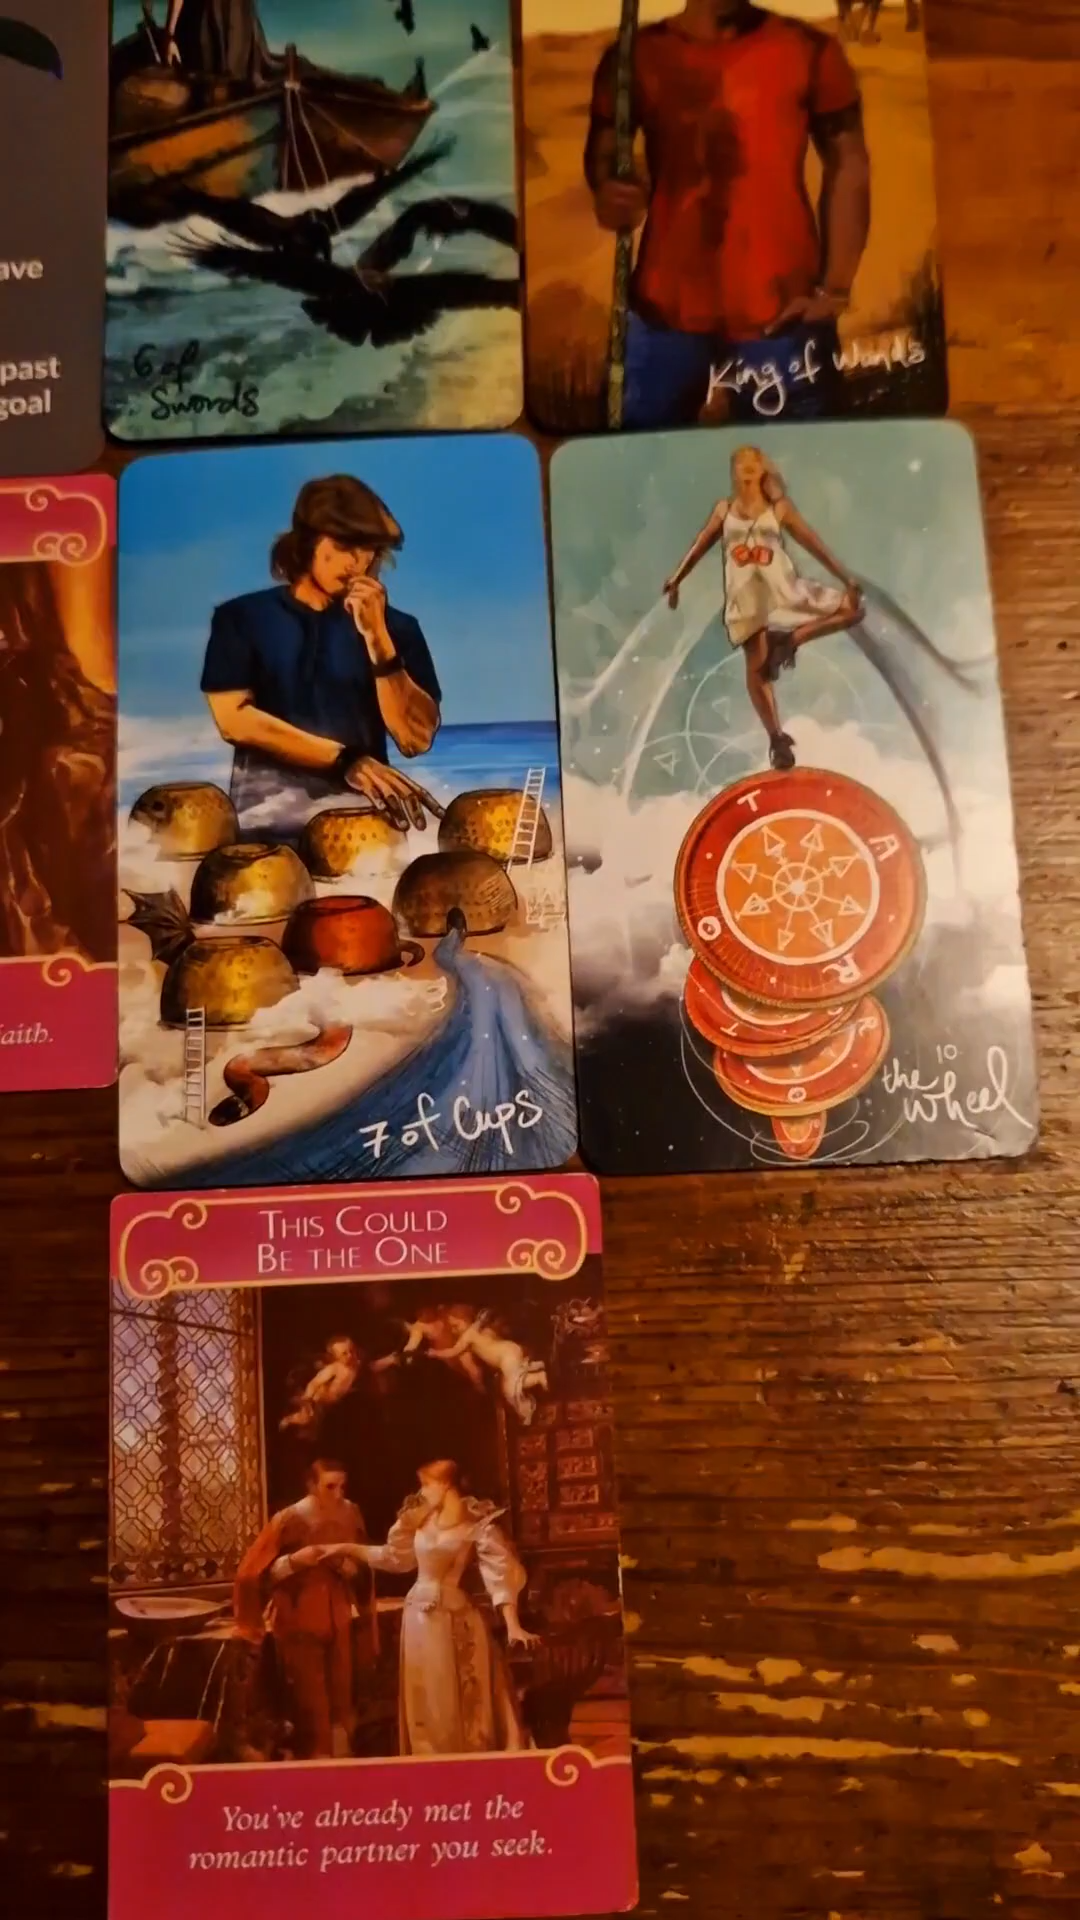 ave
past
goal
6 of
Swords
King of Wands
aith.
7 of Cups
T
A
R
O
T
R
O
10
the
Wheel
THIS COULD
BE THE ONE
You've already met the
romantic partner you seek.